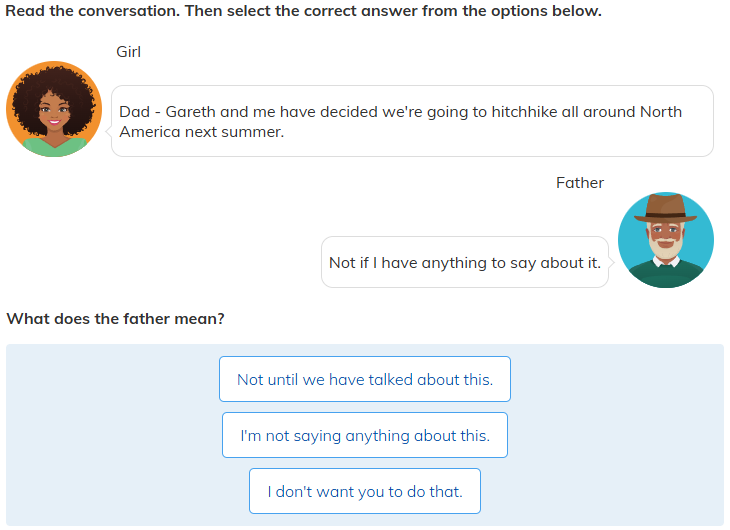 Read the conversation. Then select the correct answer from the options below.
Girl
Dad - Gareth and me have decided we're going to hitchhike all around North
America next summer.
Father
Not if I have anything to say about it.
What does the father mean?
Not until we have talked about this.
I'm not saying anything about this.
I don't want you to do that.